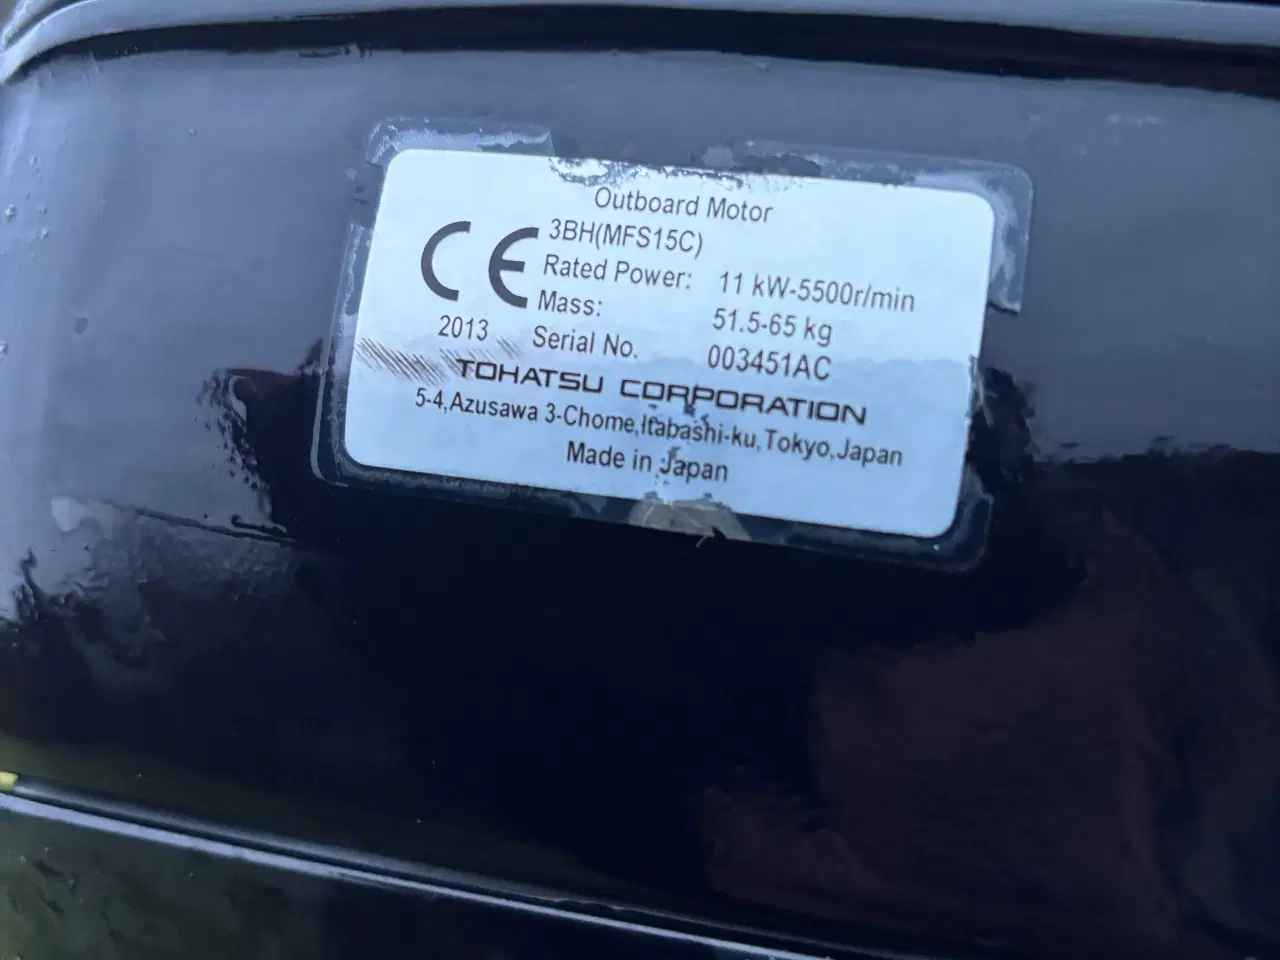 Outboard Motor
CE 3BH(MFS15C)
Rated Power: 11 kW-5500r/min
Mass: 51.5-65 kg
2013 Serial No. 003451AC
TOHATSU CORPORATION
5-4,Azusawa 3-Chome,Itabashi-ku,Tokyo,Japan
Made in Japan